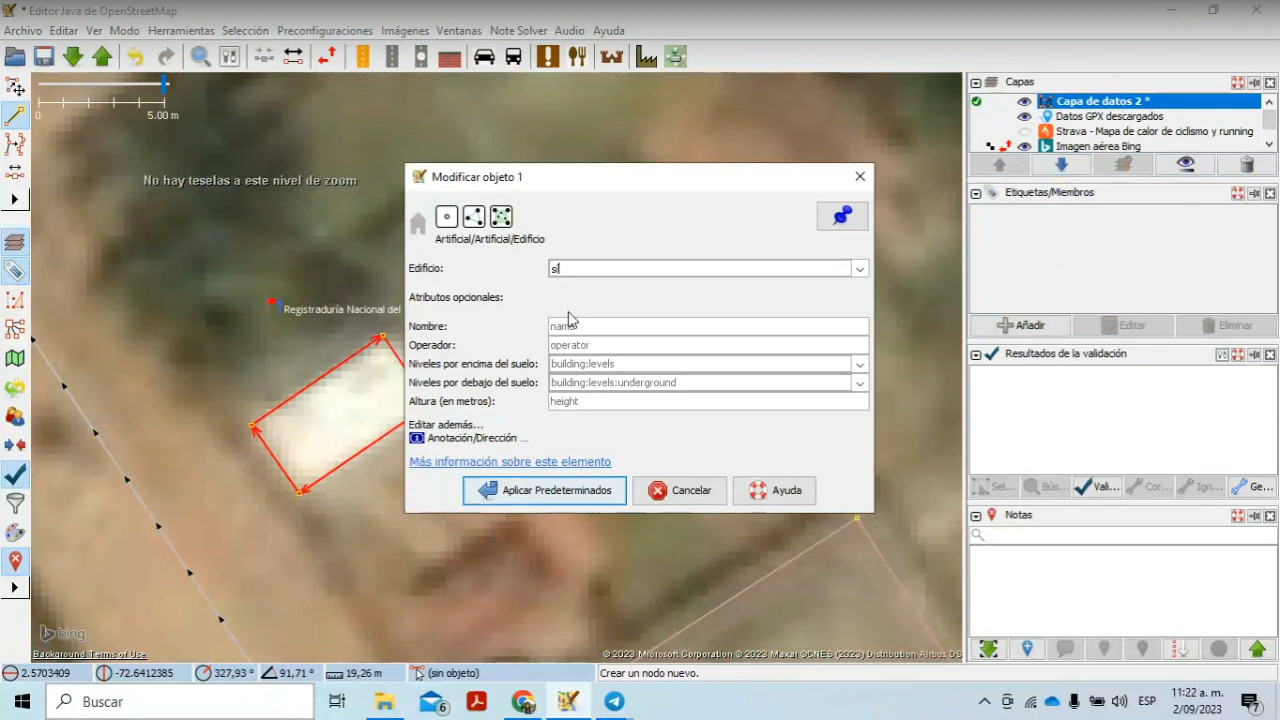 * Editor Java de OpenStreetMap
Archivo Editar Ver Modo Herramientas Selección Preconfiguraciones Imágenes Ventanas Note Solver Audio Ayuda
0 5.00 m
No hay teselas a este nivel de zoom
Registraduría Nacional del
Modificar objeto 1
Artificial/Artificial/Edificio
Edificio: si
Atributos opcionales:
Nombre: name
Operador: operator
Niveles por encima del suelo: building:levels
Niveles por debajo del suelo: building:levels:underground
Altura (en metros): height
Editar además...
Anotación/Dirección ...
Más información sobre este elemento
Aplicar Predeterminados Cancelar Ayuda
Capas
Capa de datos 2 *
Datos GPX descargados
Strava - Mapa de calor de ciclismo y running
Imagen aérea Bing
Etiquetas/Miembros
Añadir Editar Eliminar
Resultados de la validación
Sel... Bús... Vali... Cor... Ign... Ge...
Notas
bing
Background Terms of Use
© 2023 Microsoft Corporation © 2023 Maxar ©CNES (2023) Distribution Airbus DS
2.5703409 -72.6412385 327,93 ° 91,71 ° 19,26 m (sin objeto) Crear un nodo nuevo.
Buscar
6
ESP
11:22 a. m.
2/09/2023
7